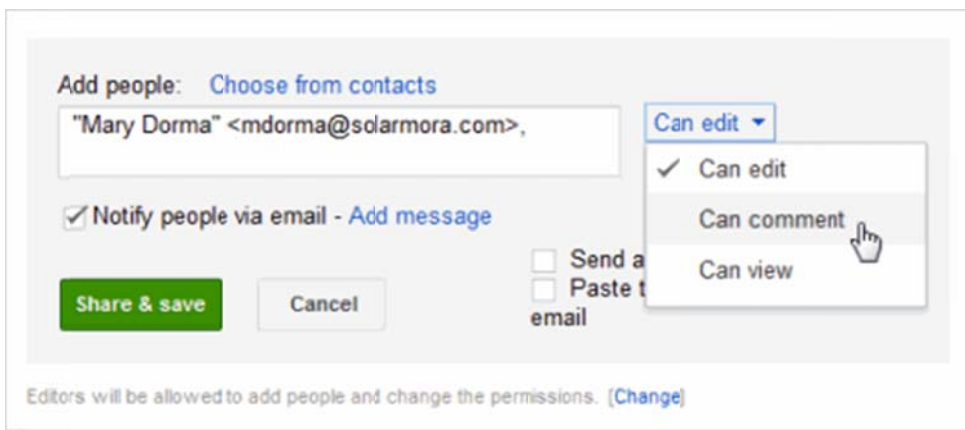 Add people: Choose from contacts
"Mary Dorma" <mdorma@solarmora.com>,
Can edit
Can edit
Can comment
Can view
Notify people via email - Add message
Send a
Paste t
email
Share & save
Cancel
Editors will be allowed to add people and change the permissions. [Change]